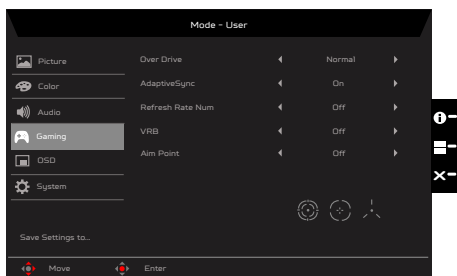 Mode - User
Picture
Color
Audio
Gaming
OSD
System
Over Drive Normal
AdaptiveSync On
Refresh Rate Num Off
VRB Off
Aim Point Off
Save Settings to...
Move Enter